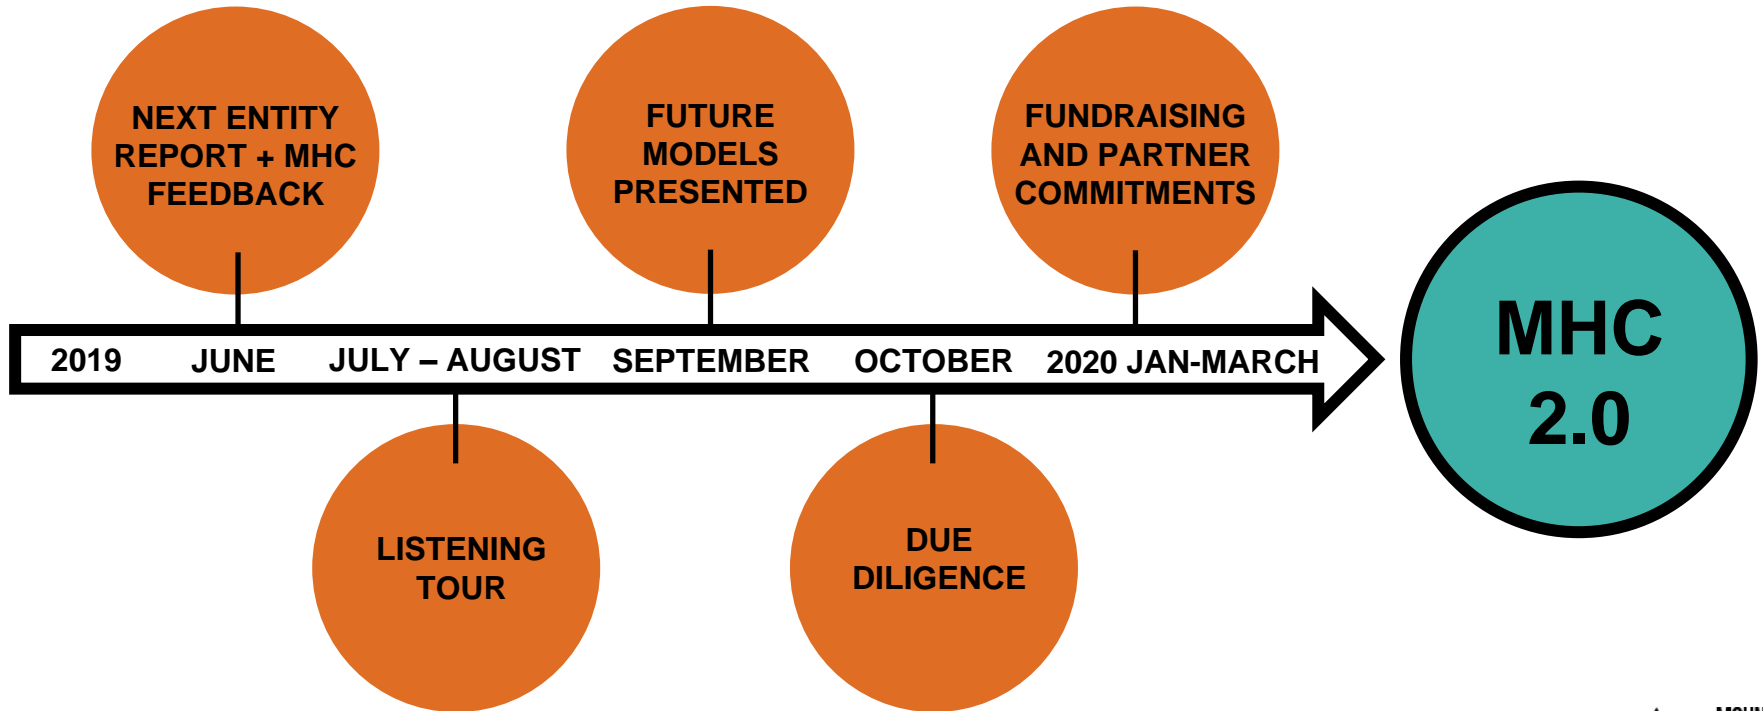 NEXT ENTITY
REPORT + MHC
FEEDBACK
FUTURE
MODELS
PRESENTED
FUNDRAISING
AND PARTNER
COMMITMENTS
2019 JUNE JULY – AUGUST SEPTEMBER OCTOBER 2020 JAN-MARCH
MHC
2.0
LISTENING
TOUR
DUE
DILIGENCE